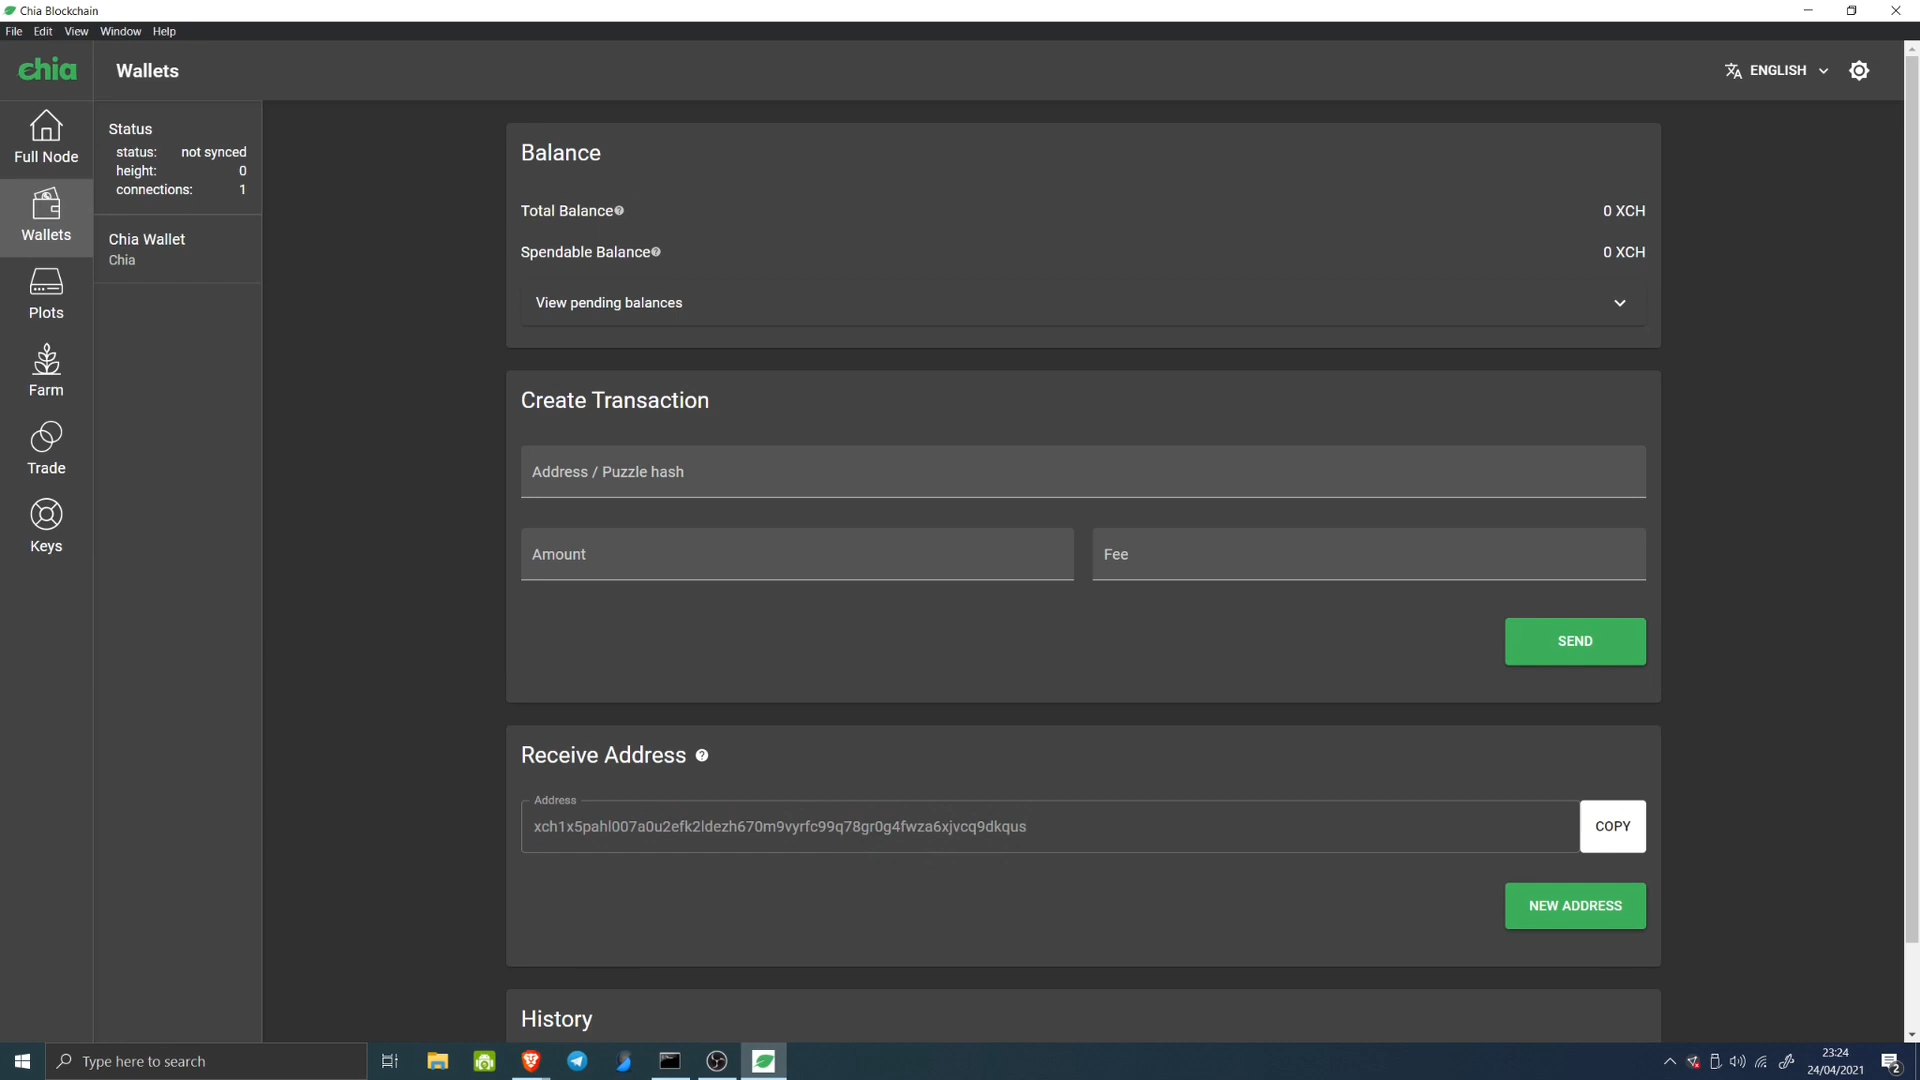 Chia Blockchain
File Edit View Window Help
chia
Wallets
ENGLISH
Full Node
Wallets
Plots
Farm
Trade
Keys
Status
status: not synced
height: 0
connections: 1
Chia Wallet
Chia
Balance
Total Balance 0 XCH
Spendable Balance 0 XCH
View pending balances
Create Transaction
Address / Puzzle hash
Amount
Fee
SEND
Receive Address
Address
xch1x5pahl007a0u2efk2ldezh670m9vyrfc99q78gr0g4fwza6xjvcq9dkqus
COPY
NEW ADDRESS
History
Type here to search
23:24
24/04/2021
2